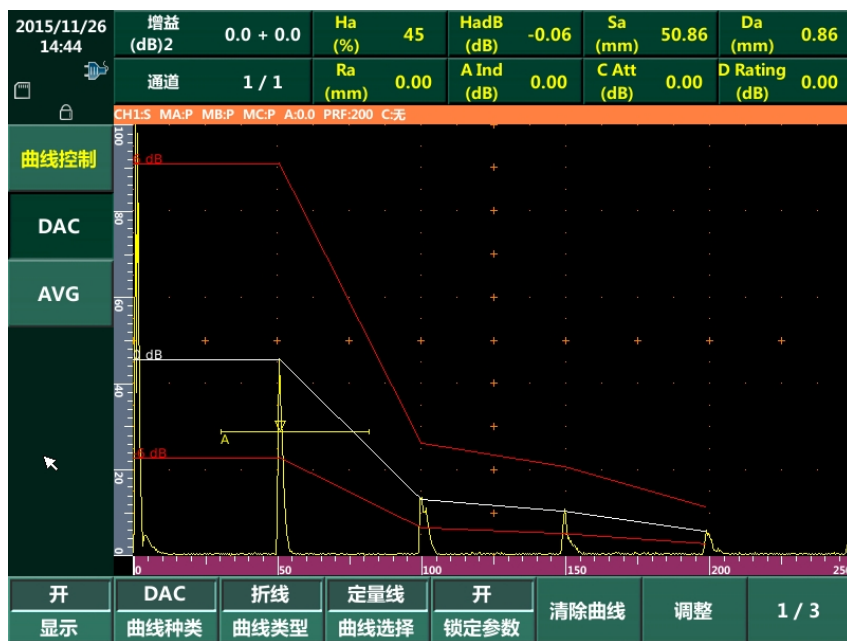 2015/11/26
14:44
增益
(dB)2
0.0 + 0.0
Ha
(%)
45
HadB
(dB)
-0.06
Sa
(mm)
50.86
Da
(mm)
0.86
通道
1 / 1
Ra
(mm)
0.00
A Ind
(dB)
0.00
C Att
(dB)
0.00
D Rating
(dB)
0.00
CH1:S MA:P MB:P MC:P A:0.0 PRF:200 C:无
曲线控制
DAC
AVG
100
80
60
40
20
0
6 dB
0 dB
A
-6 dB
0
50
100
150
200
250
开
显示
DAC
曲线种类
折线
曲线类型
定量线
曲线选择
开
锁定参数
清除曲线
调整
1 / 3